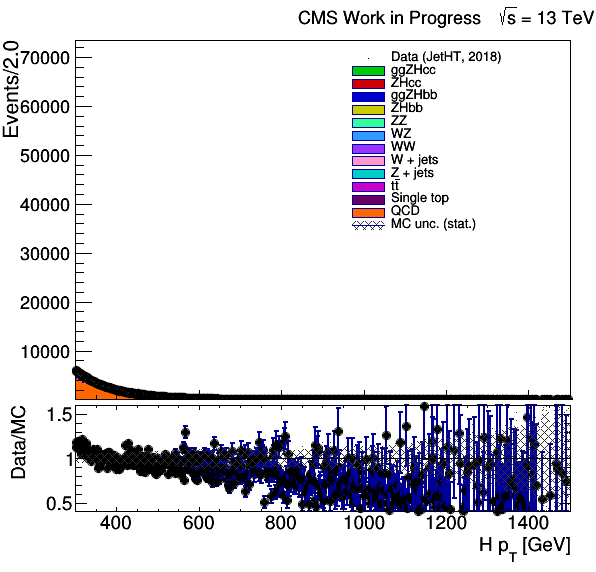 CMS Work in Progress √s = 13 TeV
Events/2.0
70000
60000
50000
40000
30000
20000
10000
Data (JetHT, 2018)
ggZHcc
ZHcc
ggZHbb
ZHbb
ZZ
WZ
WW
W + jets
Z + jets
tt̄
Single top
QCD
MC unc. (stat.)
Data/MC
1.5
1
0.5
400 600 800 1000 1200 1400
H p_T [GeV]